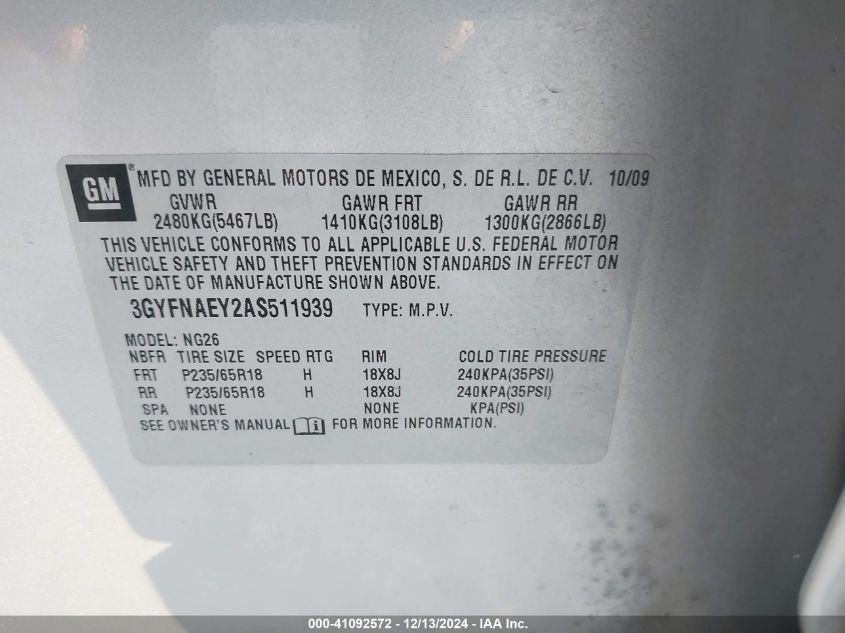 GM ® MFD BY GENERAL MOTORS DE MEXICO, S. DE R.L. DE C.V. 10/09
GVWR GAWR FRT GAWR RR
2480KG(5467LB) 1410KG(3108LB) 1300KG(2866LB)
THIS VEHICLE CONFORMS TO ALL APPLICABLE U.S. FEDERAL MOTOR
VEHICLE SAFETY AND THEFT PREVENTION STANDARDS IN EFFECT ON
THE DATE OF MANUFACTURE SHOWN ABOVE.
3GYFNAEY2AS511939 TYPE: M.P.V.
MODEL: NG26
NBFR TIRE SIZE SPEED RTG RIM COLD TIRE PRESSURE
FRT P235/65R18 H 18X8J 240KPA(35PSI)
RR P235/65R18 H 18X8J 240KPA(35PSI)
SPA NONE NONE KPA(PSI)
SEE OWNER'S MANUAL i FOR MORE INFORMATION.
000-41092572 - 12/13/2024 - IAA Inc.